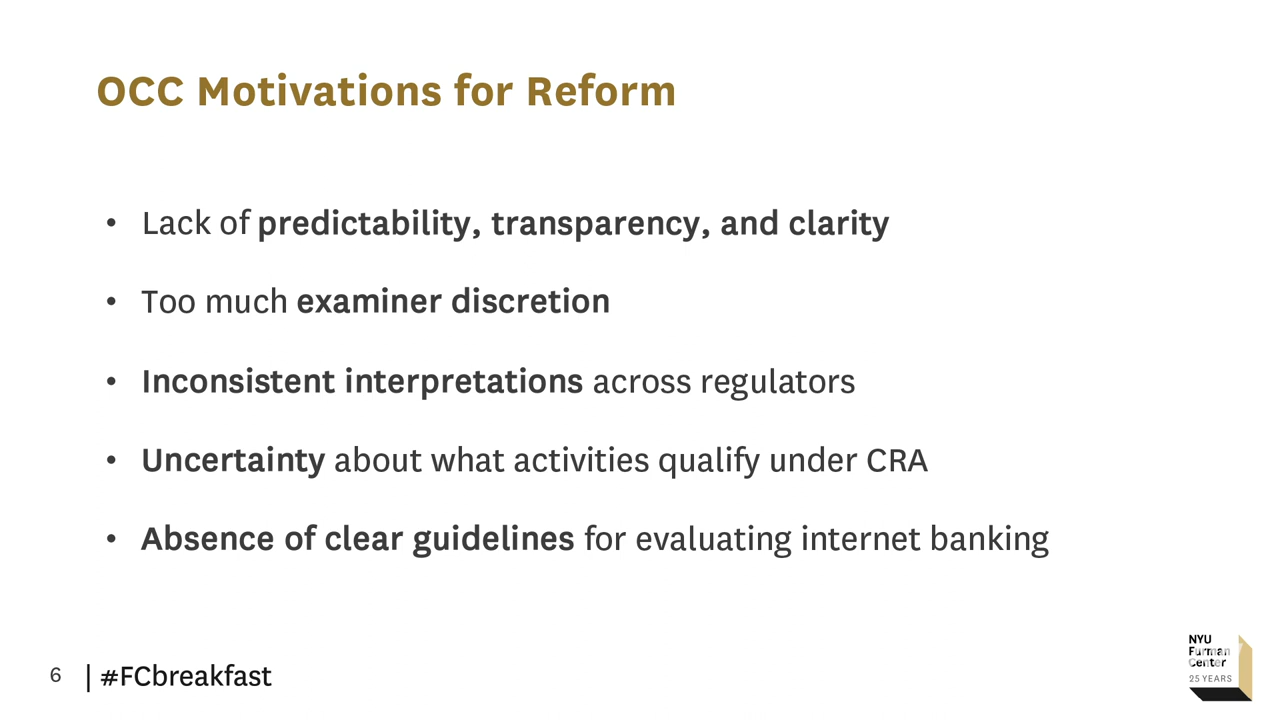 OCC Motivations for Reform
• Lack of predictability, transparency, and clarity
• Too much examiner discretion
• Inconsistent interpretations across regulators
• Uncertainty about what activities qualify under CRA
• Absence of clear guidelines for evaluating internet banking
6 | #FCbreakfast
NYU
Furman
Center
25 YEARS